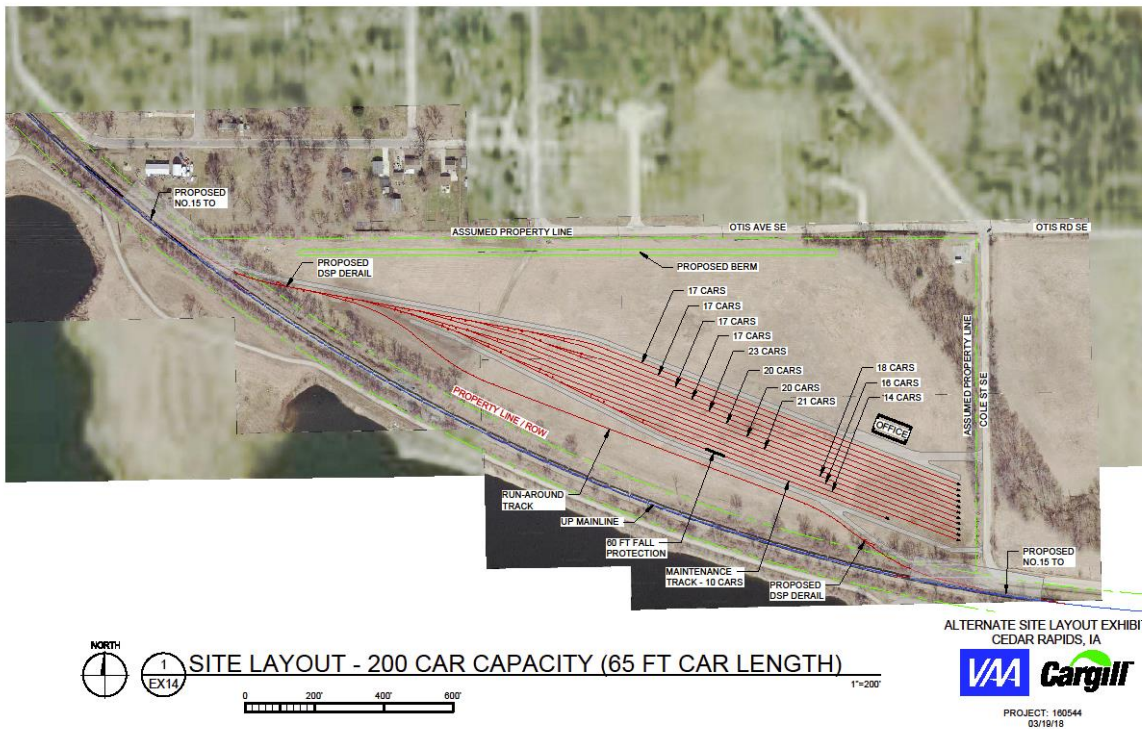 PROPOSED
NO.15 TO
ASSUMED PROPERTY LINE
OTIS AVE SE
OTIS RD SE
PROPOSED
DSP DERAIL
PROPOSED BERM
17 CARS
17 CARS
17 CARS
17 CARS
23 CARS
20 CARS
20 CARS
21 CARS
18 CARS
16 CARS
14 CARS
OFFICE
ASSUMED PROPERTY LINE
COLE ST SE
PROPERTY LINE / ROW
RUN-AROUND
TRACK
UP MAINLINE
60 FT FALL
PROTECTION
MAINTENANCE
TRACK - 10 CARS
PROPOSED
DSP DERAIL
PROPOSED
NO.15 TO
NORTH
1
EX14
SITE LAYOUT - 200 CAR CAPACITY (65 FT CAR LENGTH)
1"=200'
0 200' 400' 600'
ALTERNATE SITE LAYOUT EXHIBIT
CEDAR RAPIDS, IA
VAA Cargill
PROJECT: 160544
03/19/18